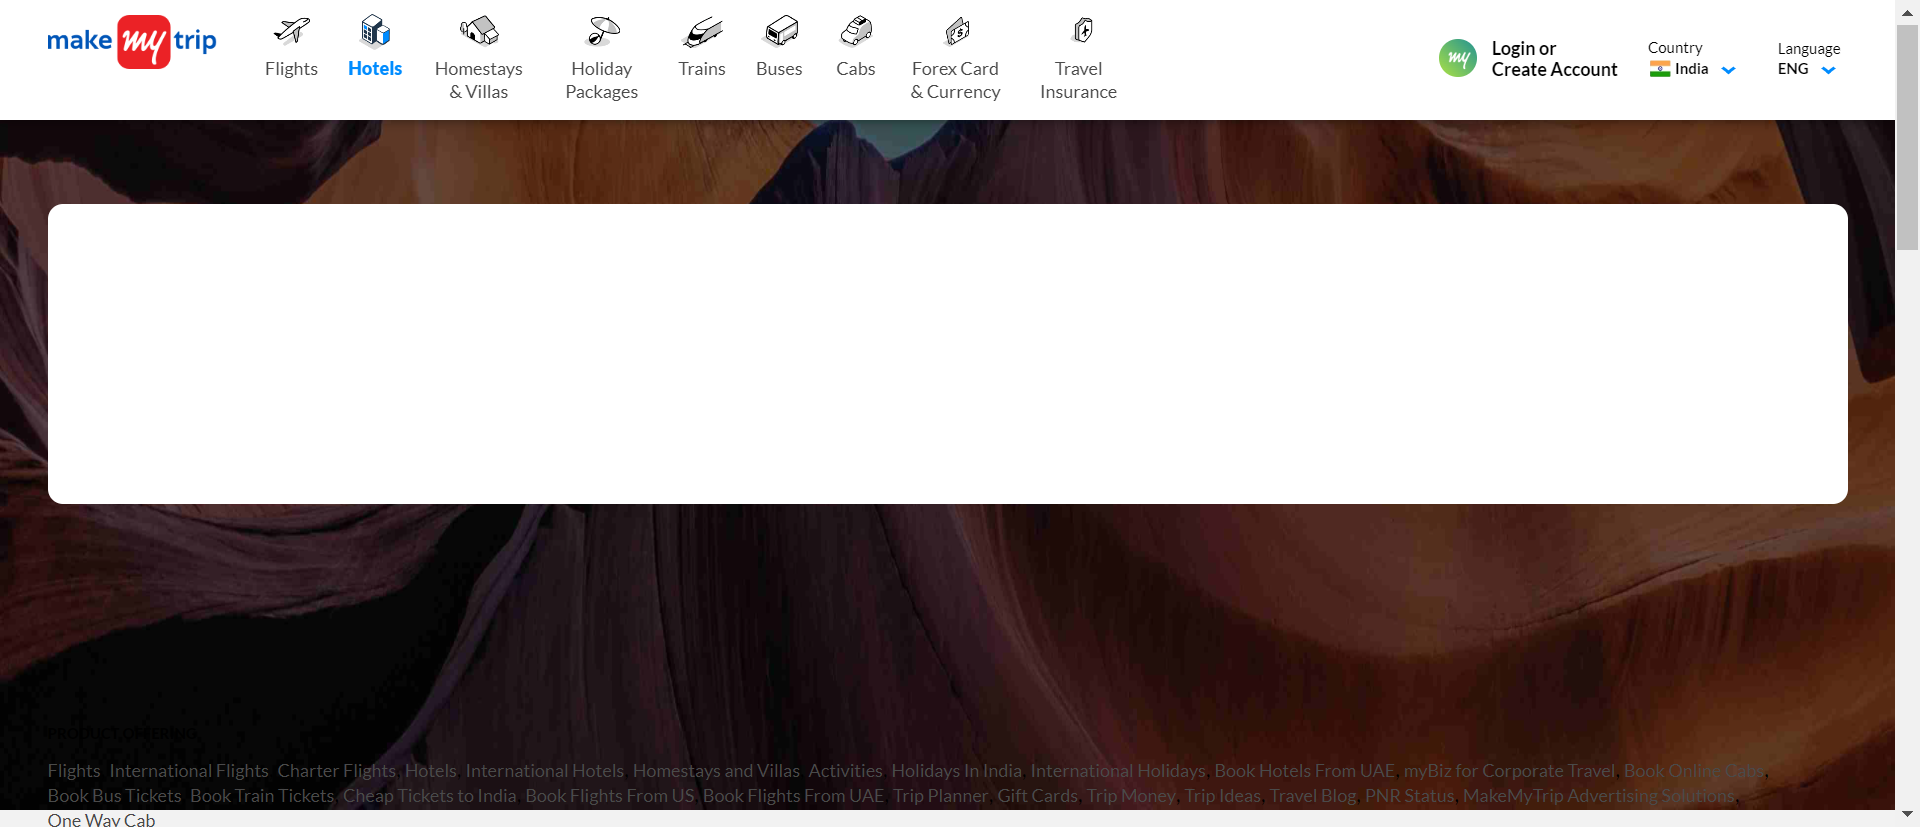 make my trip
Flights
Hotels
Homestays
& Villas
Holiday
Packages
Trains
Buses
Cabs
Forex Card
& Currency
Travel
Insurance
my
Login or
Create Account
Country
India
Language
ENG
PRODUCT OFFERING
Flights, International Flights, Charter Flights, Hotels, International Hotels, Homestays and Villas, Activities, Holidays In India, International Holidays, Book Hotels From UAE, myBiz for Corporate Travel, Book Online Cabs,
Book Bus Tickets, Book Train Tickets, Cheap Tickets to India, Book Flights From US, Book Flights From UAE, Trip Planner, Gift Cards, Trip Money, Trip Ideas, Travel Blog, PNR Status, MakeMyTrip Advertising Solutions,
One Way Cab